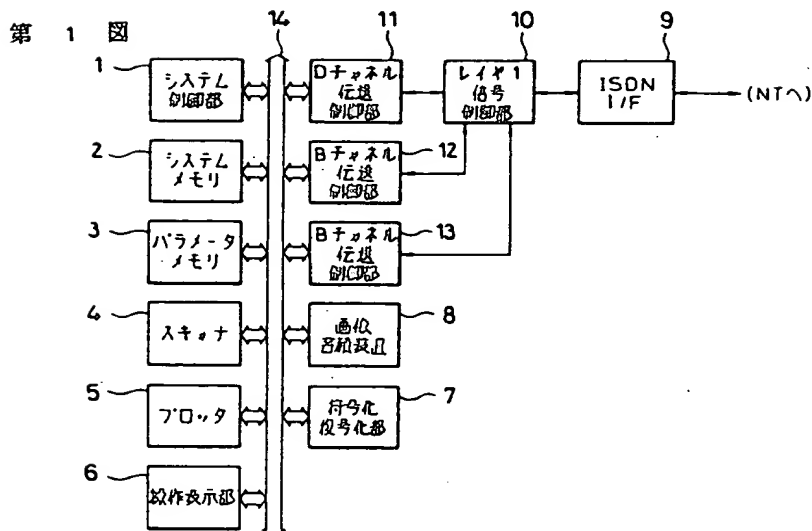 第 1 図
14
1
システム
制御部
2
システム
メモリ
3
パラメータ
メモリ
4
スキャナ
5
プロッタ
6
操作表示部
11
Dチャネル
伝送
制御部
12
Bチャネル
伝送
制御部
13
Bチャネル
伝送
制御部
8
画像
蓄積装置
7
符号化
復号化部
10
レイヤ1
信号
制御部
9
ISDN
I/F
(NTへ)